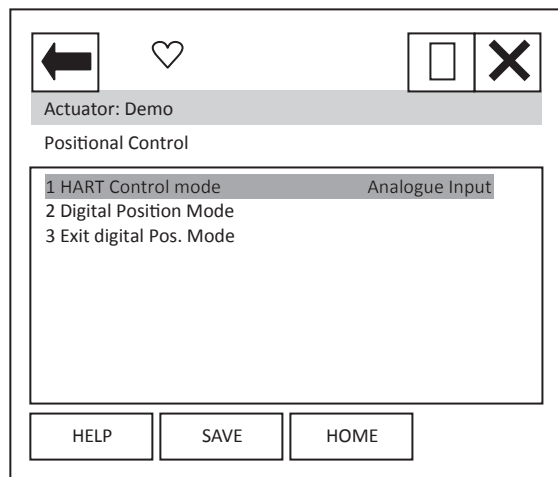 Actuator: Demo
Positional Control
1 HART Control mode Analogue Input
2 Digital Position Mode
3 Exit digital Pos. Mode
HELP SAVE HOME